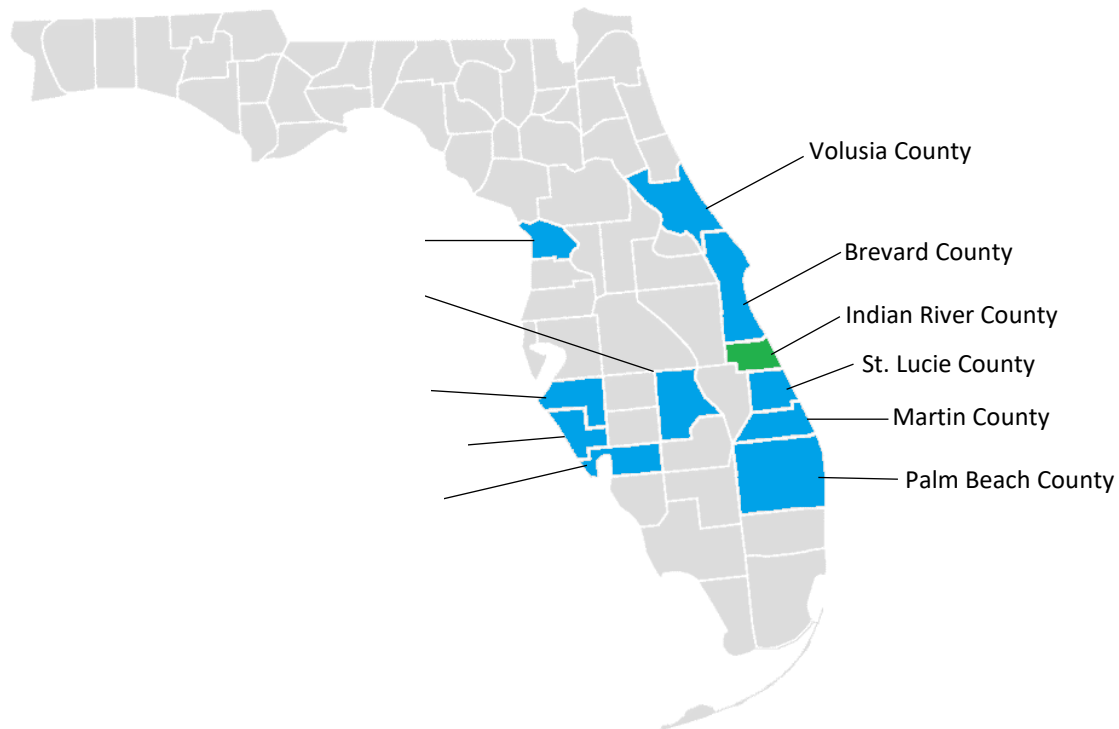 Volusia County
Brevard County
Indian River County
St. Lucie County
Martin County
Palm Beach County